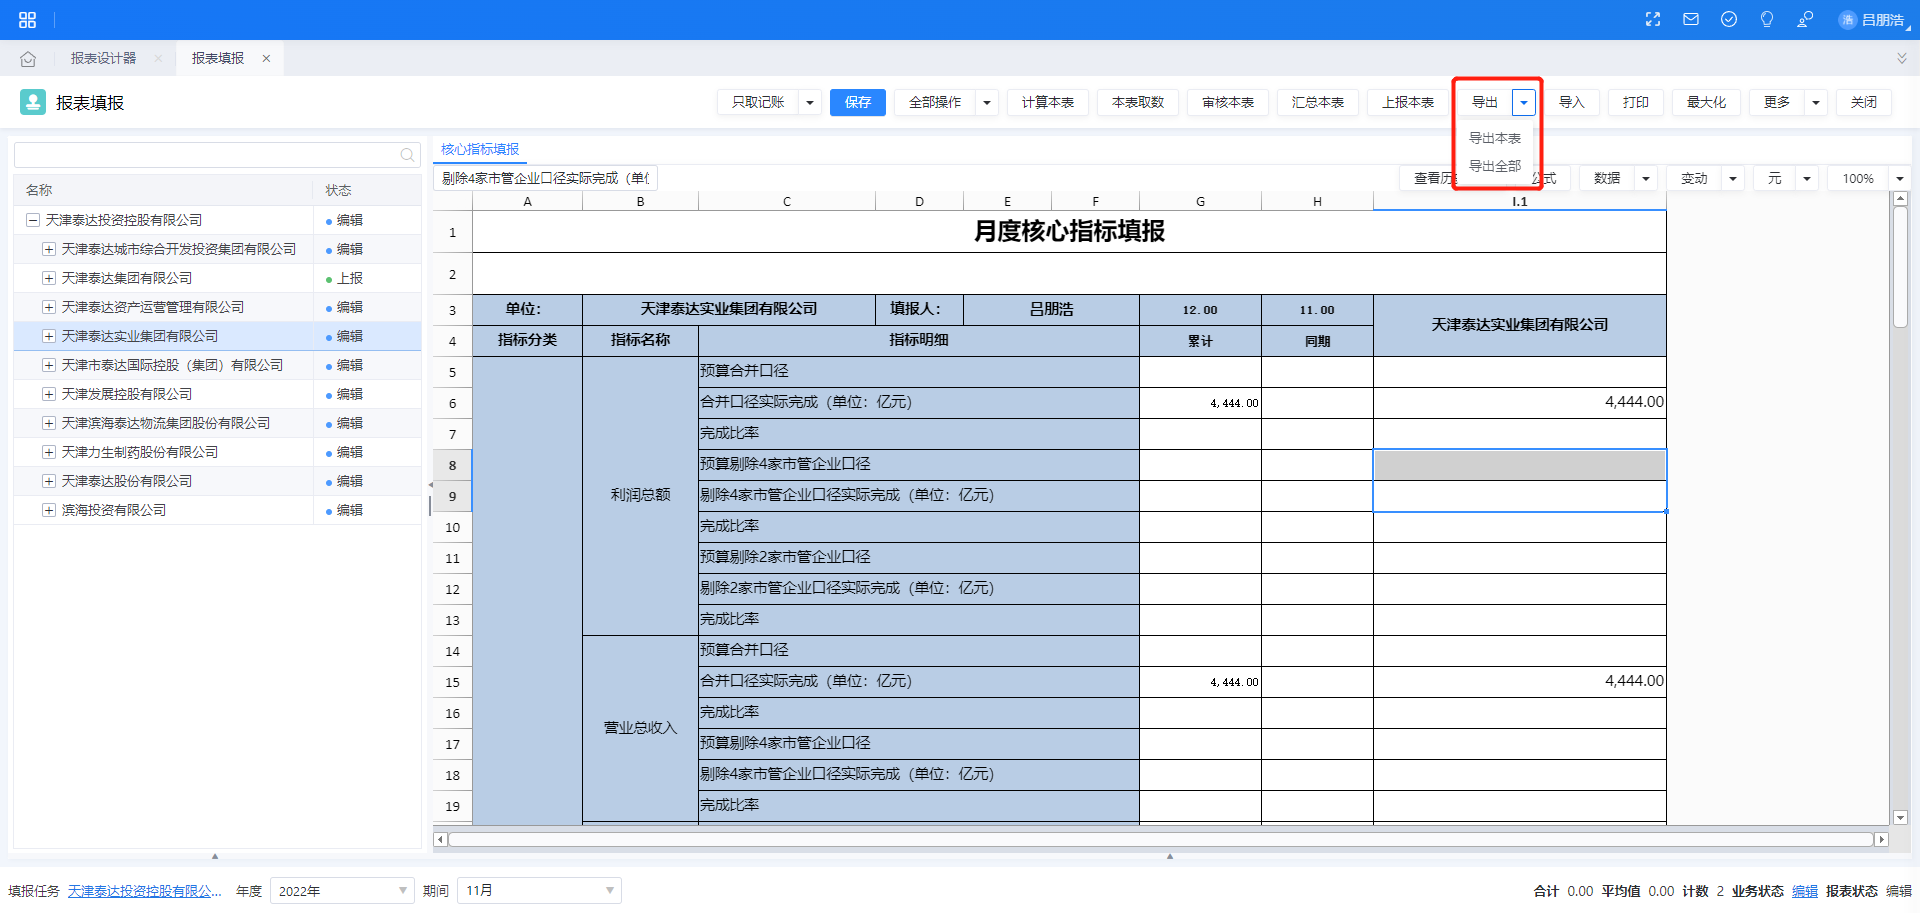 浩 吕朋浩
报表设计器 × 报表填报 ×
报表填报 只取记账 保存 全部操作 计算本表 本表取数 审核本表 汇总本表 上报本表 导出 导入 打印 最大化 更多 关闭
导出本表
导出全部
核心指标填报
剔除4家市管企业口径实际完成（单位 查看历 公式 数据 变动 元 100%
名称 状态
天津泰达投资控股有限公司 编辑
天津泰达城市综合开发投资集团有限公司 编辑
天津泰达集团有限公司 上报
天津泰达资产运营管理有限公司 编辑
天津泰达实业集团有限公司 编辑
天津市泰达国际控股（集团）有限公司 编辑
天津发展控股有限公司 编辑
天津滨海泰达物流集团股份有限公司 编辑
天津力生制药股份有限公司 编辑
天津泰达股份有限公司 编辑
滨海投资有限公司 编辑
A B C D E F G H I.1
1 月度核心指标填报
2
3 单位： 天津泰达实业集团有限公司 填报人： 吕朋浩 12.00 11.00 天津泰达实业集团有限公司
4 指标分类 指标名称 指标明细 累计 同期
5 预算合并口径
6 合并口径实际完成（单位：亿元） 4,444.00 4,444.00
7 完成比率
8 预算剔除4家市管企业口径
9 利润总额 剔除4家市管企业口径实际完成（单位：亿元）
10 完成比率
11 预算剔除2家市管企业口径
12 剔除2家市管企业口径实际完成（单位：亿元）
13 完成比率
14 预算合并口径
15 合并口径实际完成（单位：亿元） 4,444.00 4,444.00
16 营业总收入 完成比率
17 预算剔除4家市管企业口径
18 剔除4家市管企业口径实际完成（单位：亿元）
19 完成比率
填报任务 天津泰达投资控股有限公... 年度 2022年 期间 11月 合计 0.00 平均值 0.00 计数 2 业务状态 编辑 报表状态 编辑